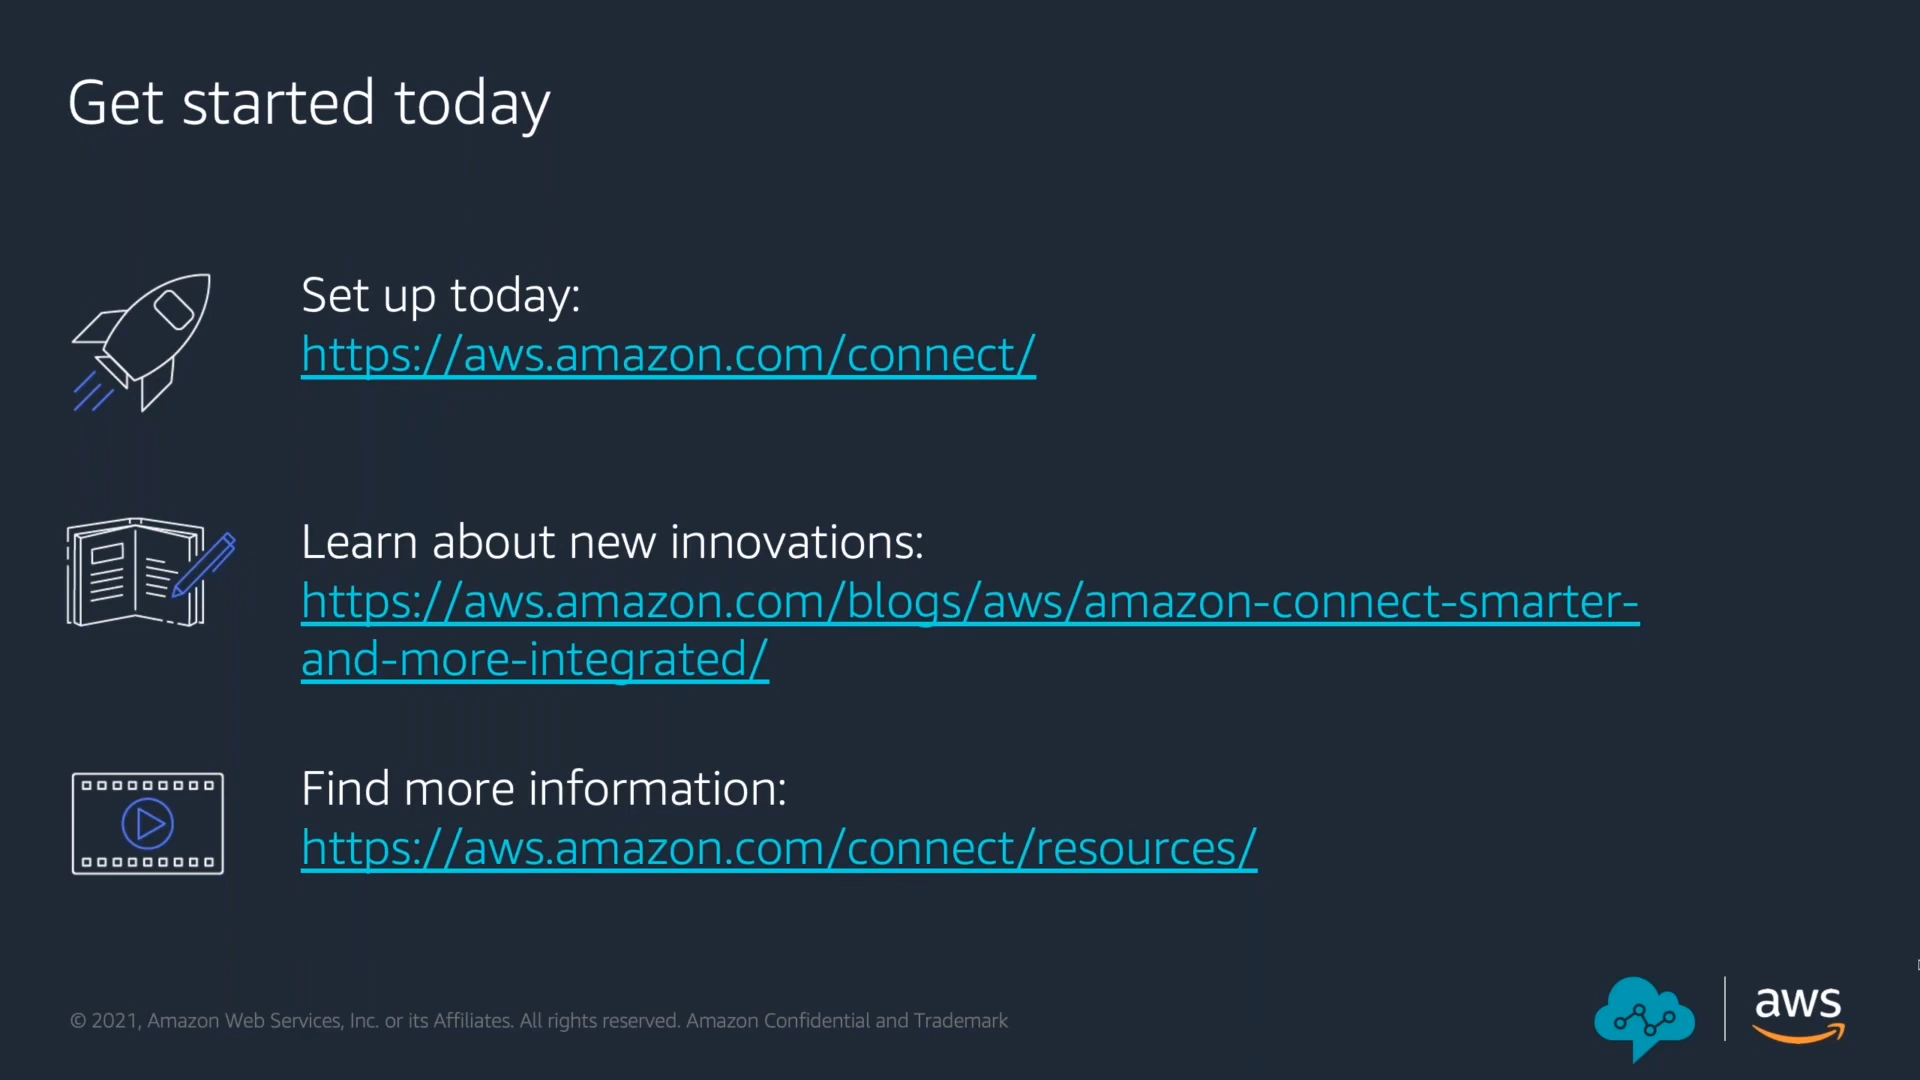 Get started today
Set up today:
https://aws.amazon.com/connect/
Learn about new innovations:
https://aws.amazon.com/blogs/aws/amazon-connect-smarter-
and-more-integrated/
Find more information:
https://aws.amazon.com/connect/resources/
© 2021, Amazon Web Services, Inc. or its Affiliates. All rights reserved. Amazon Confidential and Trademark
aws